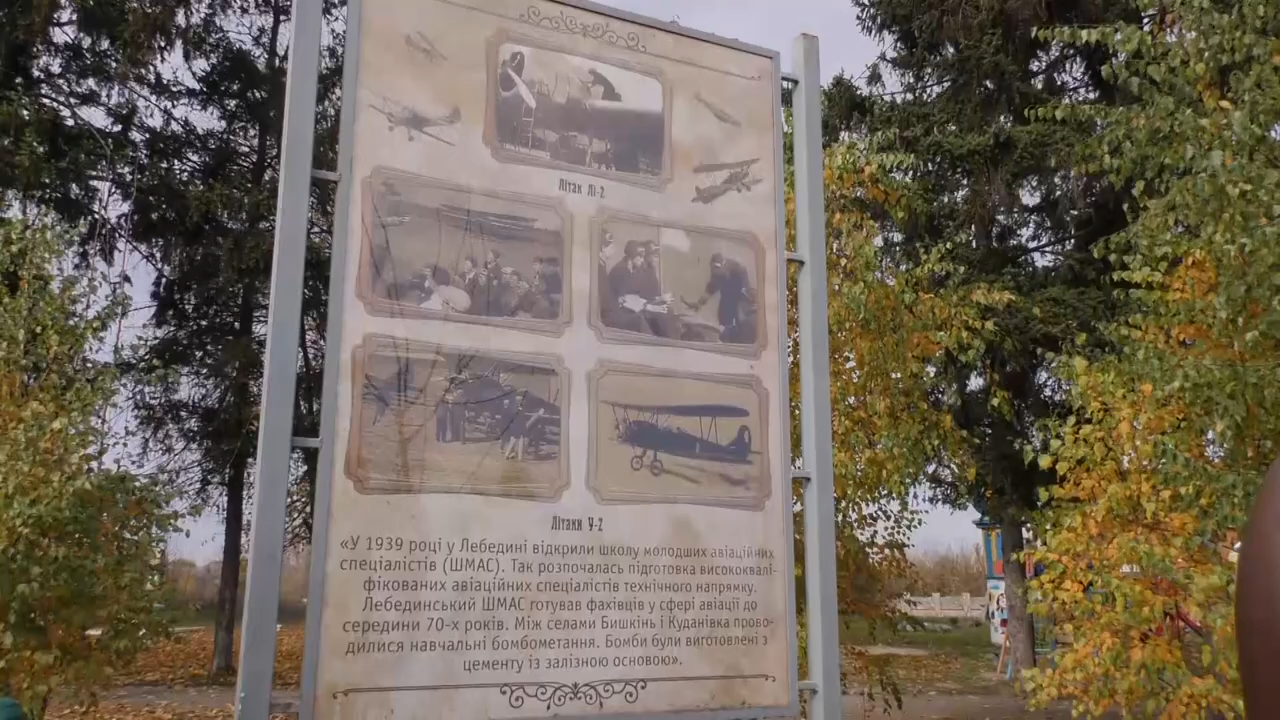 Літак Лі-2
Літаки У-2
«У 1939 році у Лебедині відкрили школу молодших авіаційних
спеціалістів (ШМАС). Так розпочалась підготовка висококвалі-
фікованих авіаційних спеціалістів технічного напрямку.
Лебединський ШМАС готував фахівців у сфері авіації до
середини 70-х років. Між селами Бишкінь і Куданівка прово-
дилися навчальні бомбометання. Бомби були виготовлені з
цементу із залізною основою».